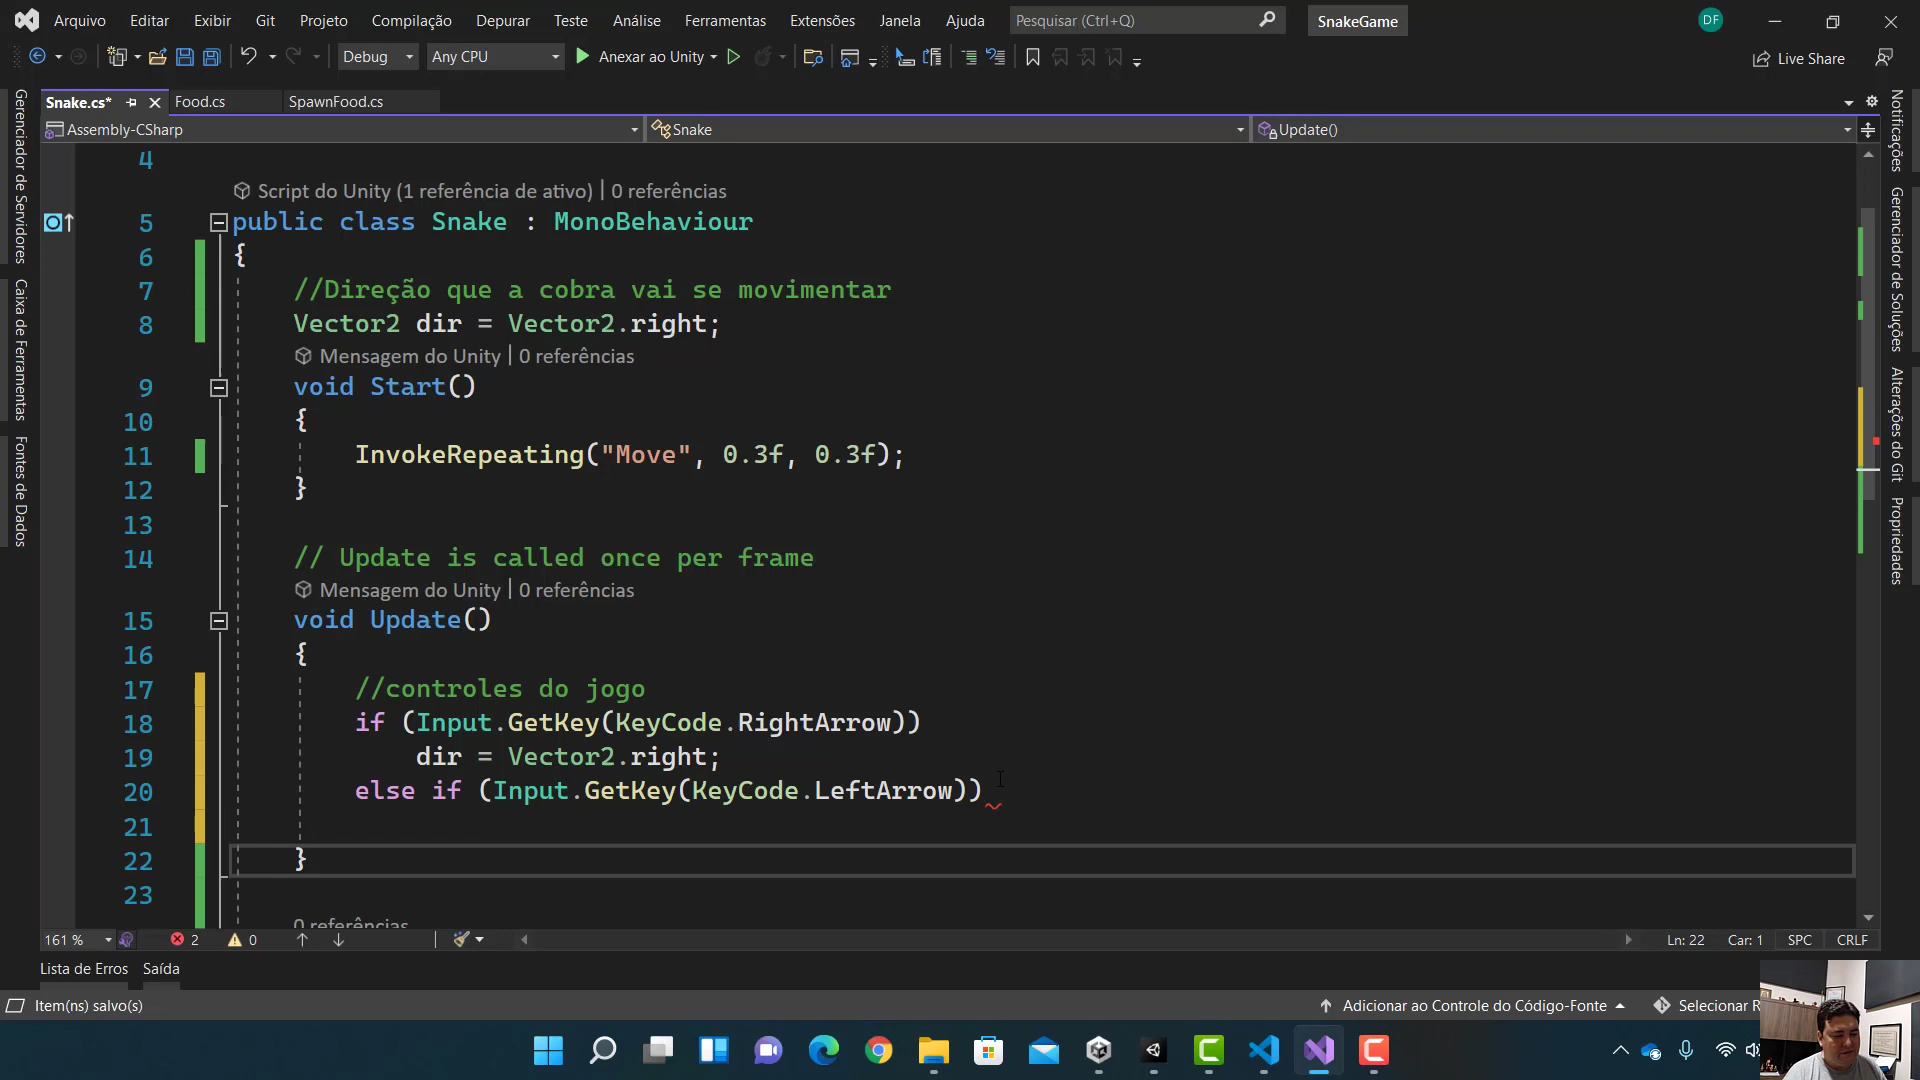 Arquivo Editar Exibir Git Projeto Compilação Depurar Teste Análise Ferramentas Extensões Janela Ajuda Pesquisar (Ctrl+Q) SnakeGame DF
Debug Any CPU Anexar ao Unity Live Share
Snake.cs* Food.cs SpawnFood.cs
Assembly-CSharp Snake Update()
Gerenciador de Servidores
Caixa de Ferramentas
Fontes de Dados
4
Script do Unity (1 referência de ativo) | 0 referências
5 public class Snake : MonoBehaviour
6 {
7 //Direção que a cobra vai se movimentar
8 Vector2 dir = Vector2.right;
Mensagem do Unity | 0 referências
9 void Start()
10 {
11 InvokeRepeating("Move", 0.3f, 0.3f);
12 }
13
14 // Update is called once per frame
Mensagem do Unity | 0 referências
15 void Update()
16 {
17 //controles do jogo
18 if (Input.GetKey(KeyCode.RightArrow))
19 dir = Vector2.right;
20 else if (Input.GetKey(KeyCode.LeftArrow))
21
22 }
23
0 referências
Notificações
Gerenciador de Soluções
Alterações do Git
Propriedades
161 % 2 0 Ln: 22 Car: 1 SPC CRLF
Lista de Erros Saída
Item(ns) salvo(s) Adicionar ao Controle do Código-Fonte Selecionar R